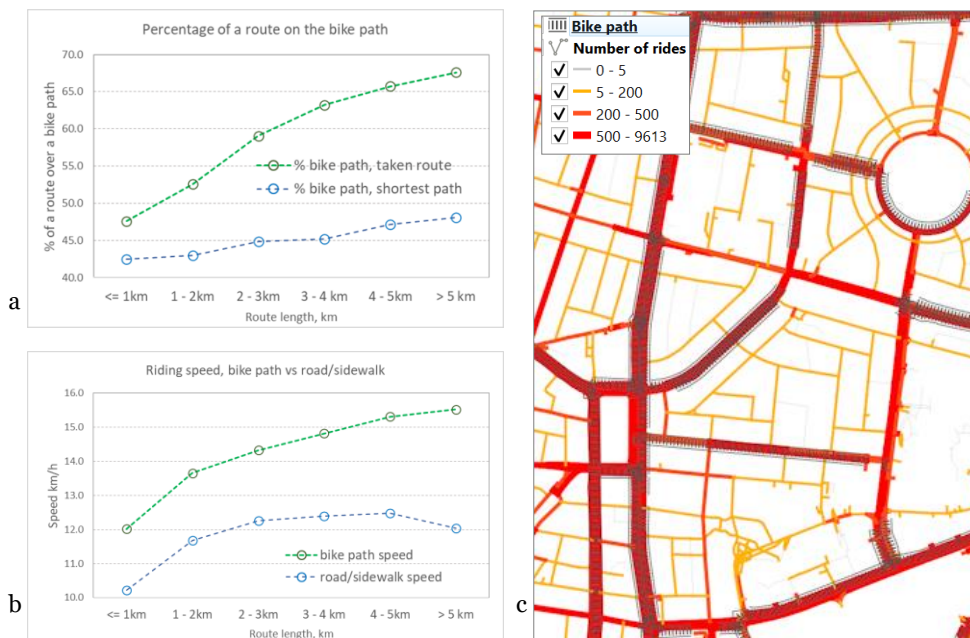 Percentage of a route on the bike path
70.0
65.0
60.0
55.0
50.0
45.0
40.0
% of a route over a bike path
% bike path, taken route
% bike path, shortest path
<= 1km 1 - 2km 2 - 3km 3 - 4 km 4 - 5km > 5 km
Route length, km
a
Riding speed, bike path vs road/sidewalk
16.0
15.0
14.0
13.0
12.0
11.0
10.0
Speed km/h
bike path speed
road/sidewalk speed
<= 1km 1 - 2km 2 - 3km 3 - 4 km 4 - 5km > 5 km
Route length, km
b
Bike path
Number of rides
0 - 5
5 - 200
200 - 500
500 - 9613
c